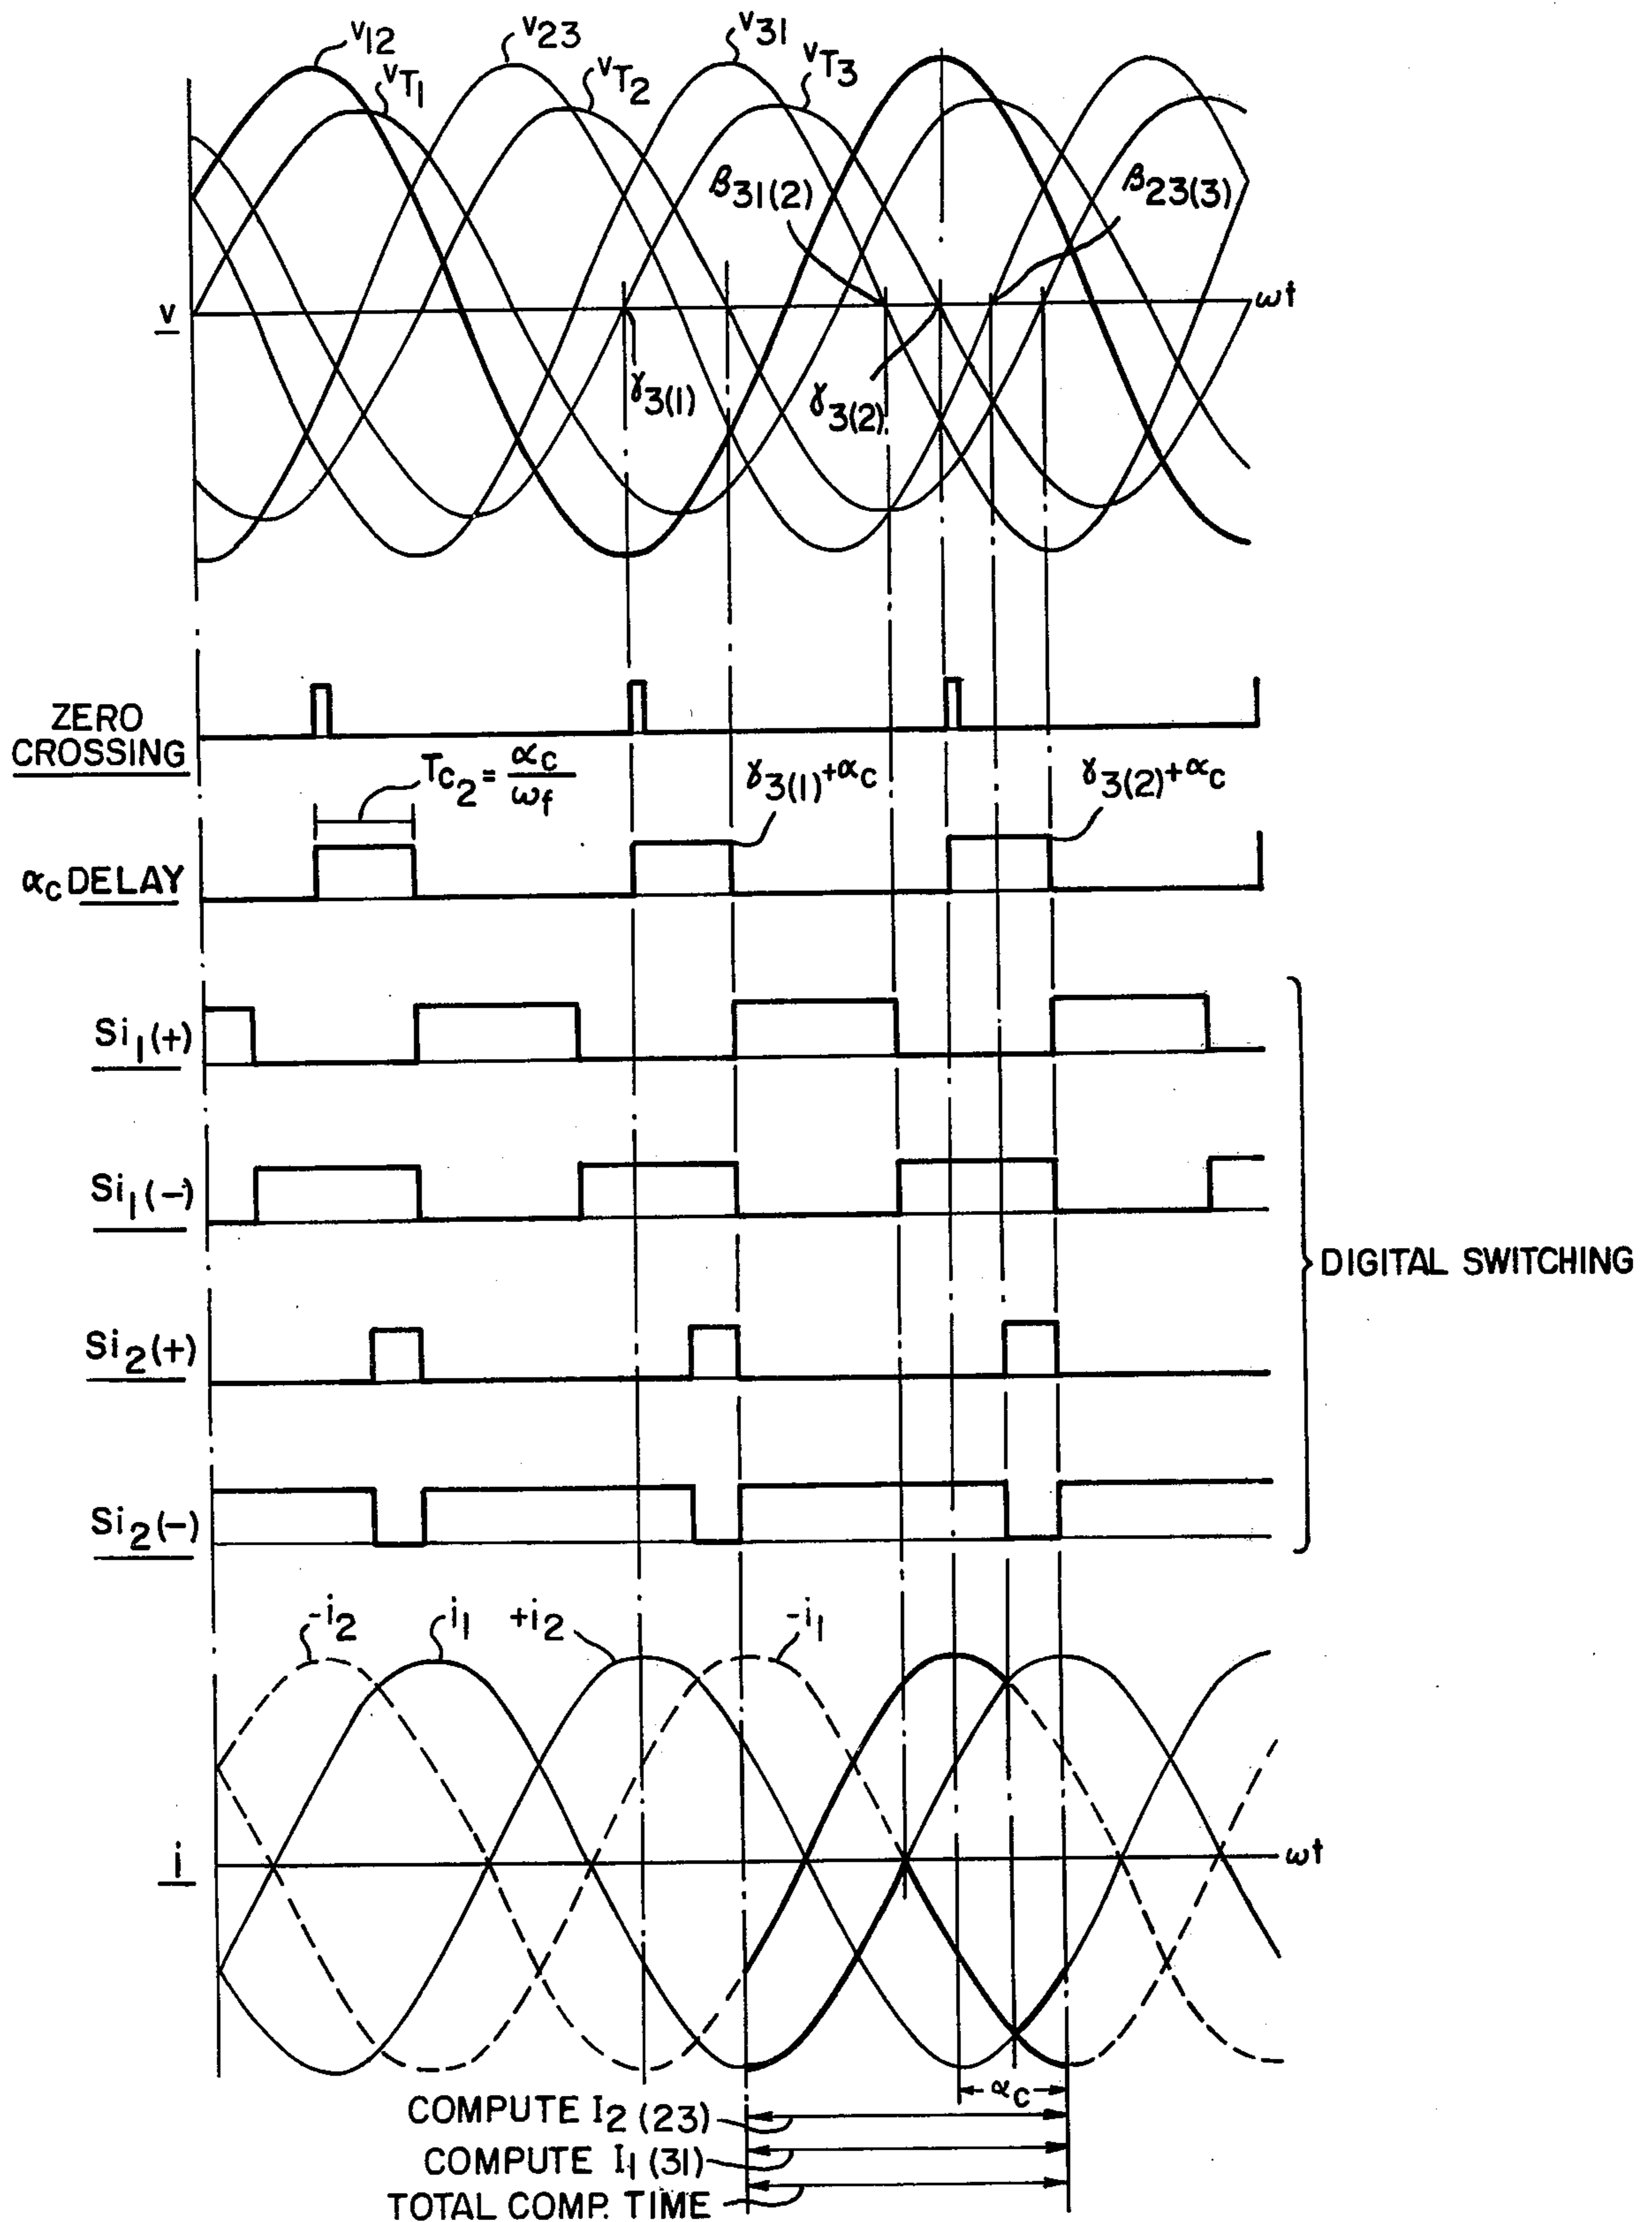 v12
v23
v31
vT1
vT2
vT3
β31(2)
β23(3)
v
ωt
γ3(1)
γ3(2)
ZERO
CROSSING
TC2 = αC/ωf
γ3(1)+αC
γ3(2)+αC
αC DELAY
Si1(+)
Si1(-)
DIGITAL SWITCHING
Si2(+)
Si2(-)
-i2
i1
+i2
-i1
i
ωt
αC
COMPUTE I2 (23)
COMPUTE I1 (31)
TOTAL COMP. TIME